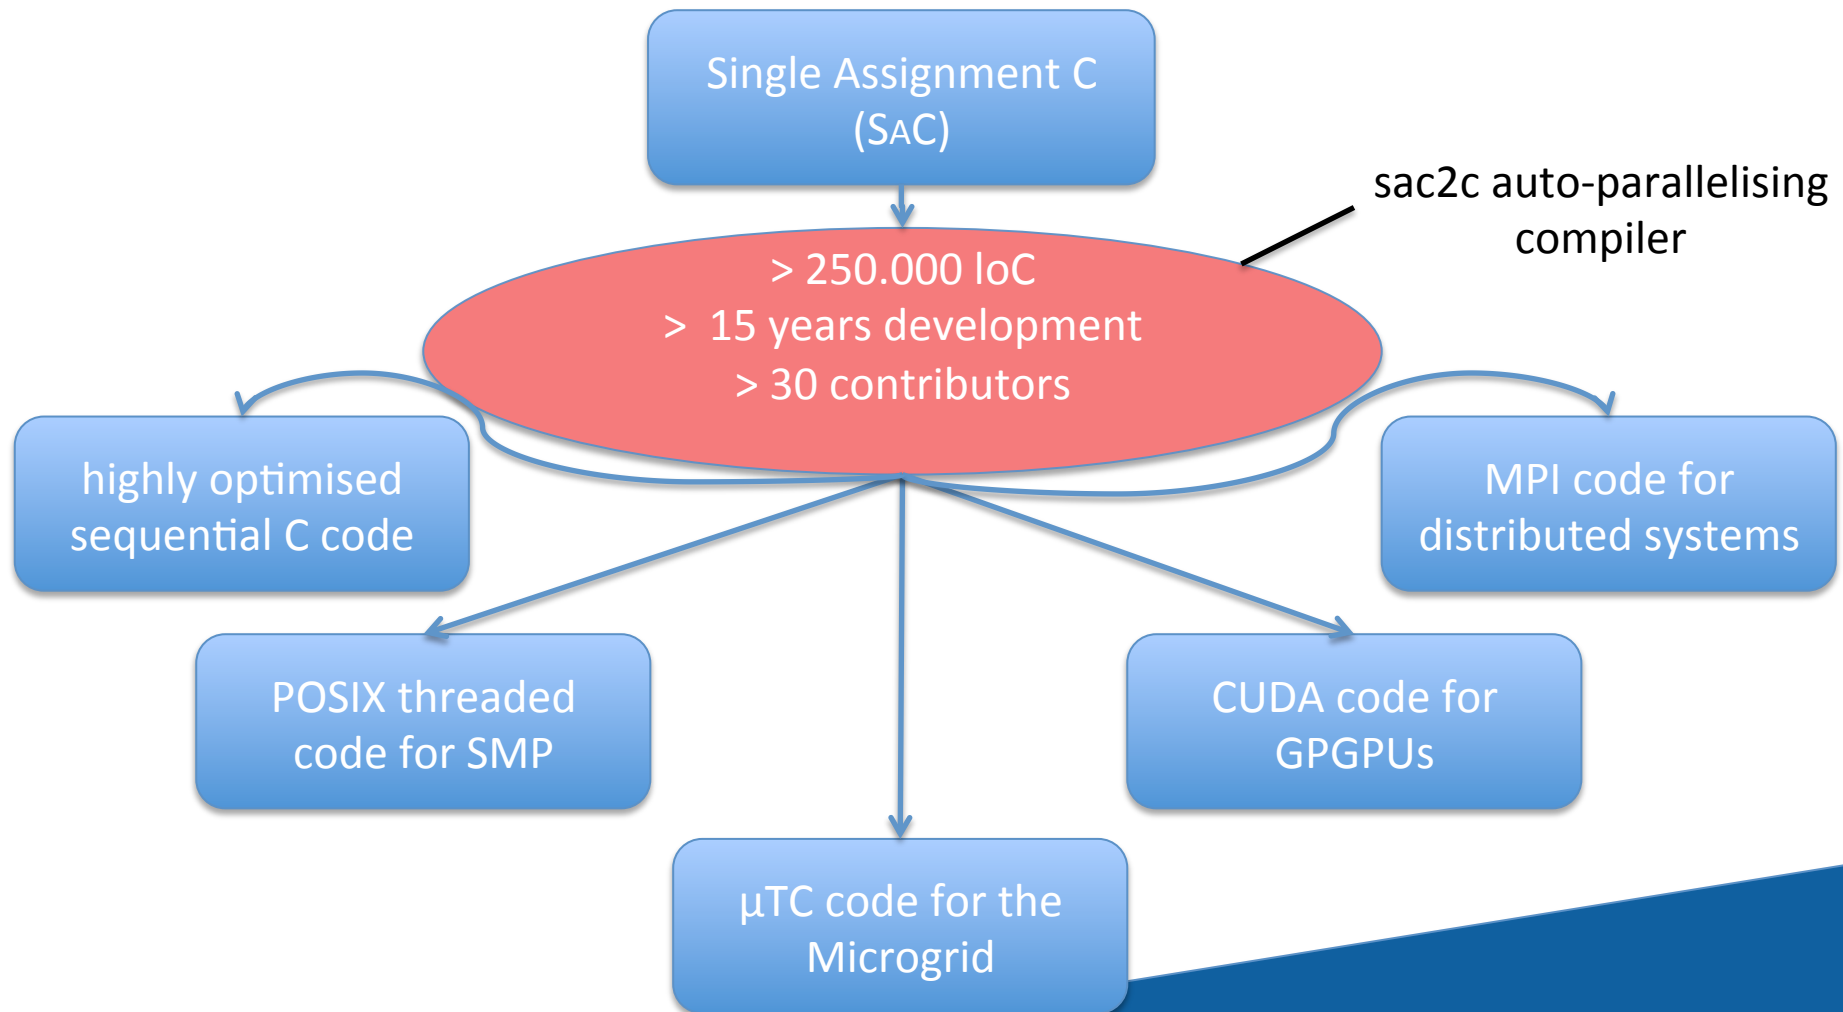 Single Assignment C
(SAC)
sac2c auto-parallelising
compiler
> 250.000 loC
> 15 years development
> 30 contributors
highly optimised
sequential C code
MPI code for
distributed systems
POSIX threaded
code for SMP
CUDA code for
GPGPUs
µTC code for the
Microgrid